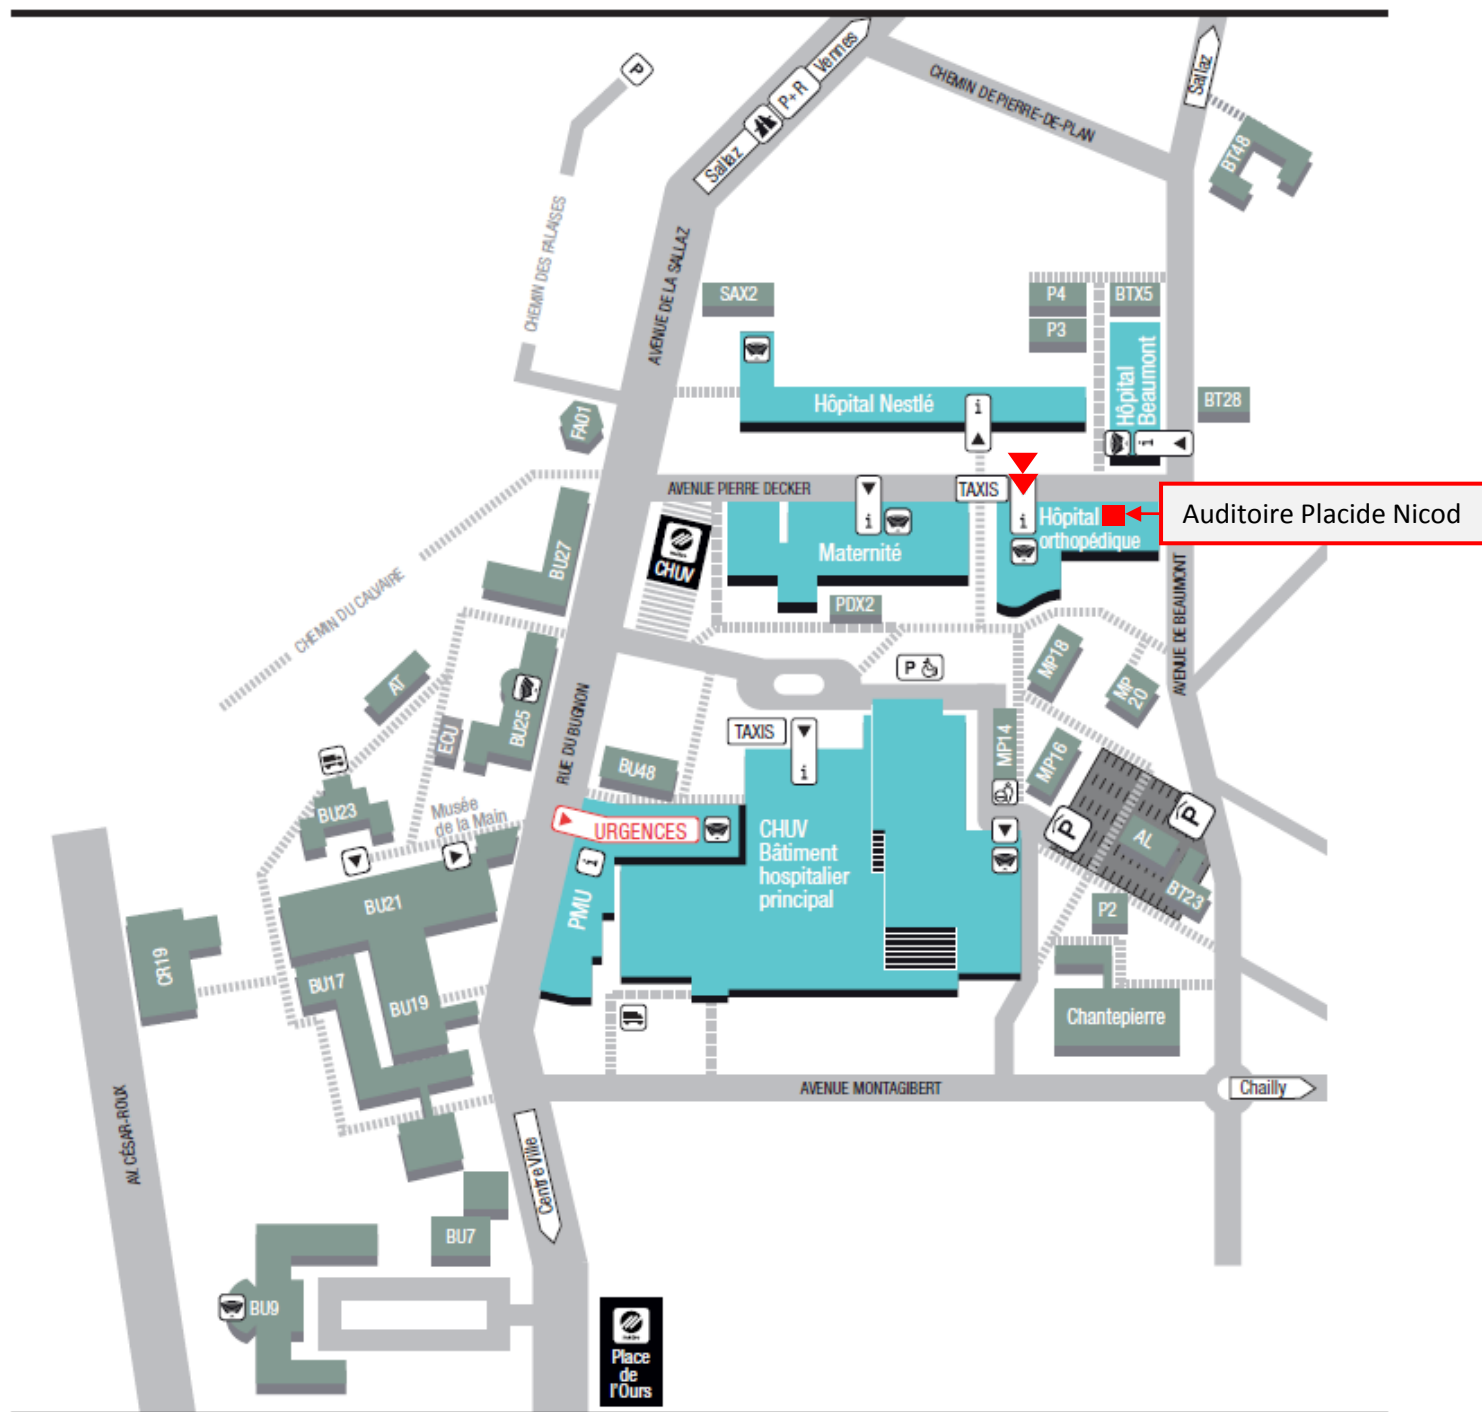 P
Sallaz
P+R
Vennes
CHEMIN DE PIERRE-DE-PLAN
Sallaz
BT48
CHEMIN DES FALAISES
AVENUE DE LA SALLAZ
SAX2
P4
BTX5
P3
Hôpital
Beaumont
i
BT28
Hôpital Nestlé
i
FA01
AVENUE PIERRE DECKER
TAXIS
i
Maternité
i
Hôpital
orthopédique
Auditoire Placide Nicod
CHUV
BU27
CHEMIN DU CALVAIRE
PDX2
AVENUE DE BEAUMONT
MP18
MP
20
P
AT
BU25
ECU
RUE DU BUGNON
TAXIS
i
MP14
MP16
BU48
BU23
Musée
de la Main
URGENCES
CHUV
Bâtiment
hospitalier
principal
P
P
AL
BT23
i
PMU
BU21
P2
CR19
BU17
BU19
Chantepierre
AVENUE MONTAGIBERT
Chailly
AV. CÉSAR-ROUX
Centre Ville
BU7
BU9
Place
de
l'Ours